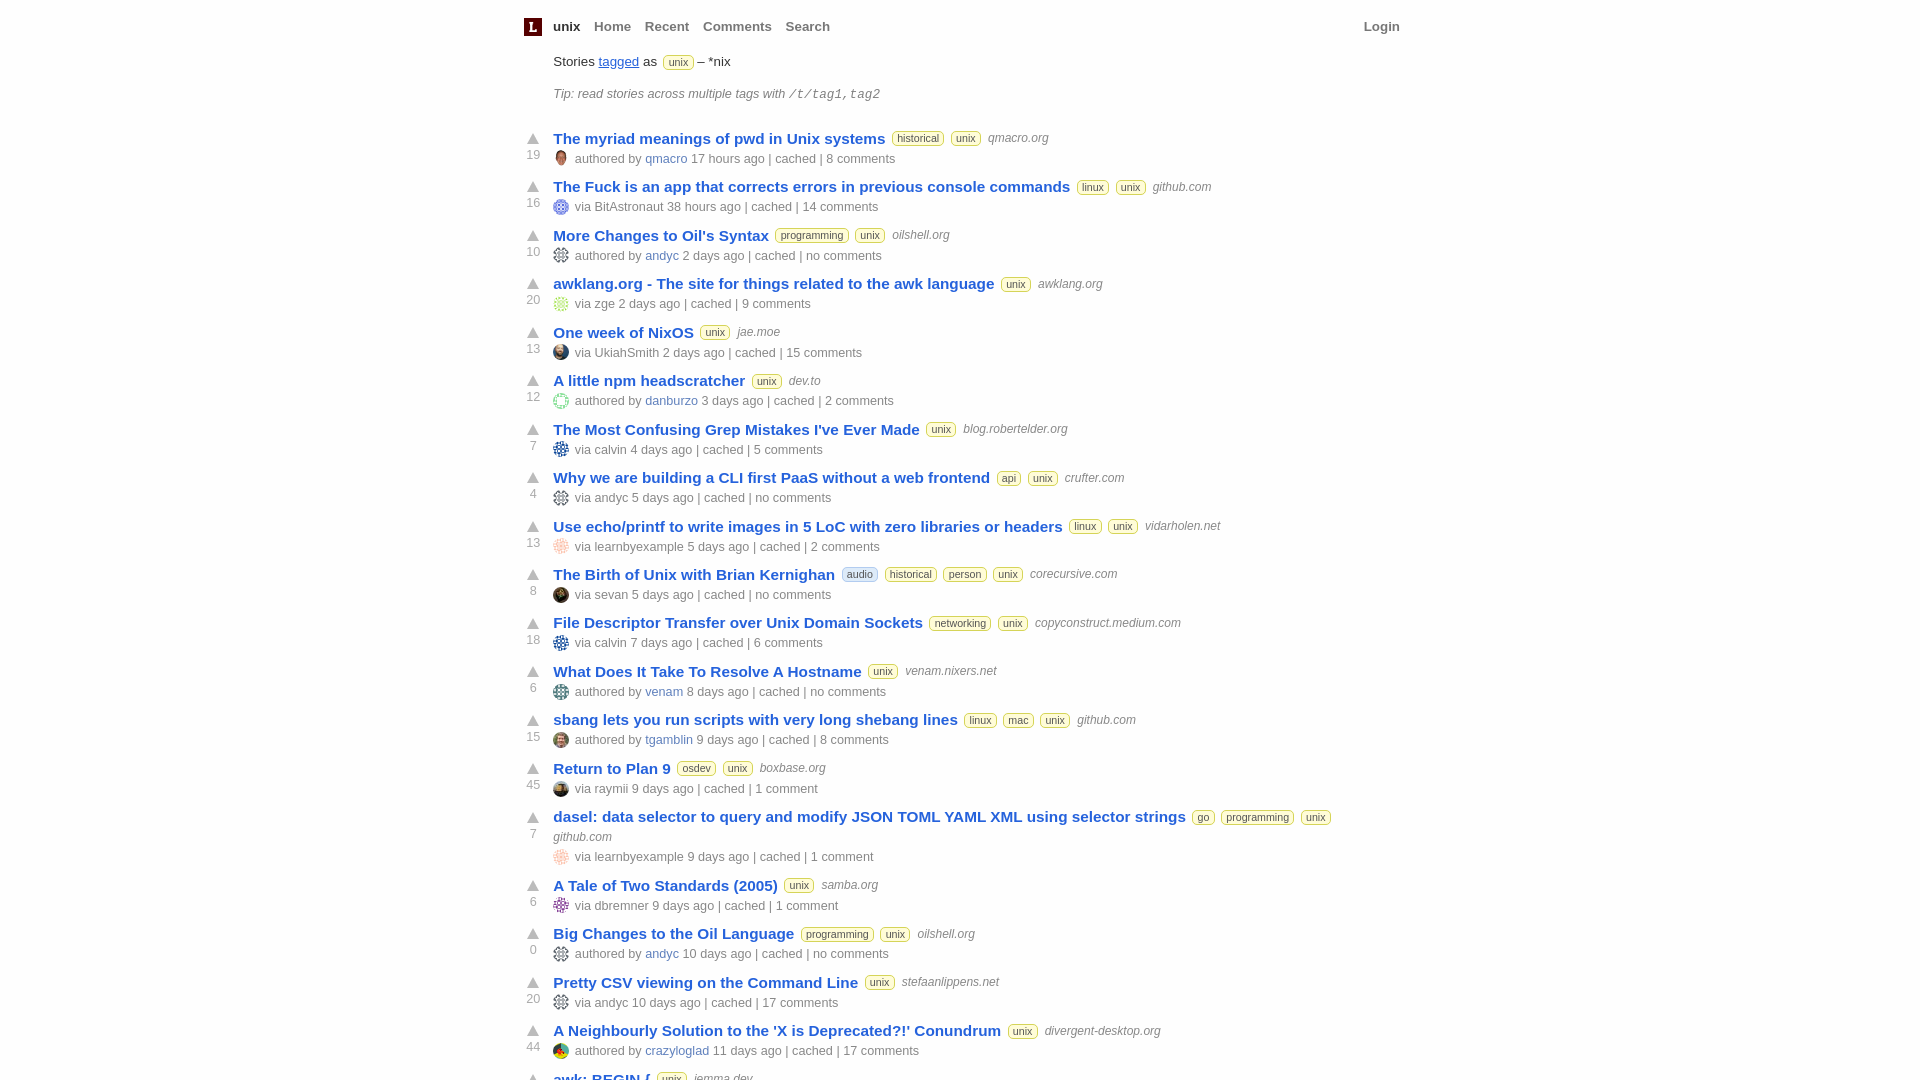 L unix Home Recent Comments Search Login
Stories tagged as unix – *nix
Tip: read stories across multiple tags with /t/tag1,tag2
The myriad meanings of pwd in Unix systems historical unix qmacro.org
19 authored by qmacro 17 hours ago | cached | 8 comments
The Fuck is an app that corrects errors in previous console commands linux unix github.com
16 via BitAstronaut 38 hours ago | cached | 14 comments
More Changes to Oil's Syntax programming unix oilshell.org
10 authored by andyc 2 days ago | cached | no comments
awklang.org - The site for things related to the awk language unix awklang.org
20 via zge 2 days ago | cached | 9 comments
One week of NixOS unix jae.moe
13 via UkiahSmith 2 days ago | cached | 15 comments
A little npm headscratcher unix dev.to
12 authored by danburzo 3 days ago | cached | 2 comments
The Most Confusing Grep Mistakes I've Ever Made unix blog.robertelder.org
7 via calvin 4 days ago | cached | 5 comments
Why we are building a CLI first PaaS without a web frontend api unix crufter.com
4 via andyc 5 days ago | cached | no comments
Use echo/printf to write images in 5 LoC with zero libraries or headers linux unix vidarholen.net
13 via learnbyexample 5 days ago | cached | 2 comments
The Birth of Unix with Brian Kernighan audio historical person unix corecursive.com
8 via sevan 5 days ago | cached | no comments
File Descriptor Transfer over Unix Domain Sockets networking unix copyconstruct.medium.com
18 via calvin 7 days ago | cached | 6 comments
What Does It Take To Resolve A Hostname unix venam.nixers.net
6 authored by venam 8 days ago | cached | no comments
sbang lets you run scripts with very long shebang lines linux mac unix github.com
15 authored by tgamblin 9 days ago | cached | 8 comments
Return to Plan 9 osdev unix boxbase.org
45 via raymii 9 days ago | cached | 1 comment
dasel: data selector to query and modify JSON TOML YAML XML using selector strings go programming unix
7 github.com
via learnbyexample 9 days ago | cached | 1 comment
A Tale of Two Standards (2005) unix samba.org
6 via dbremner 9 days ago | cached | 1 comment
Big Changes to the Oil Language programming unix oilshell.org
0 authored by andyc 10 days ago | cached | no comments
Pretty CSV viewing on the Command Line unix stefaanlippens.net
20 via andyc 10 days ago | cached | 17 comments
A Neighbourly Solution to the 'X is Deprecated?!' Conundrum unix divergent-desktop.org
44 authored by crazyloglad 11 days ago | cached | 17 comments
awk: BEGIN { unix jemma.dev